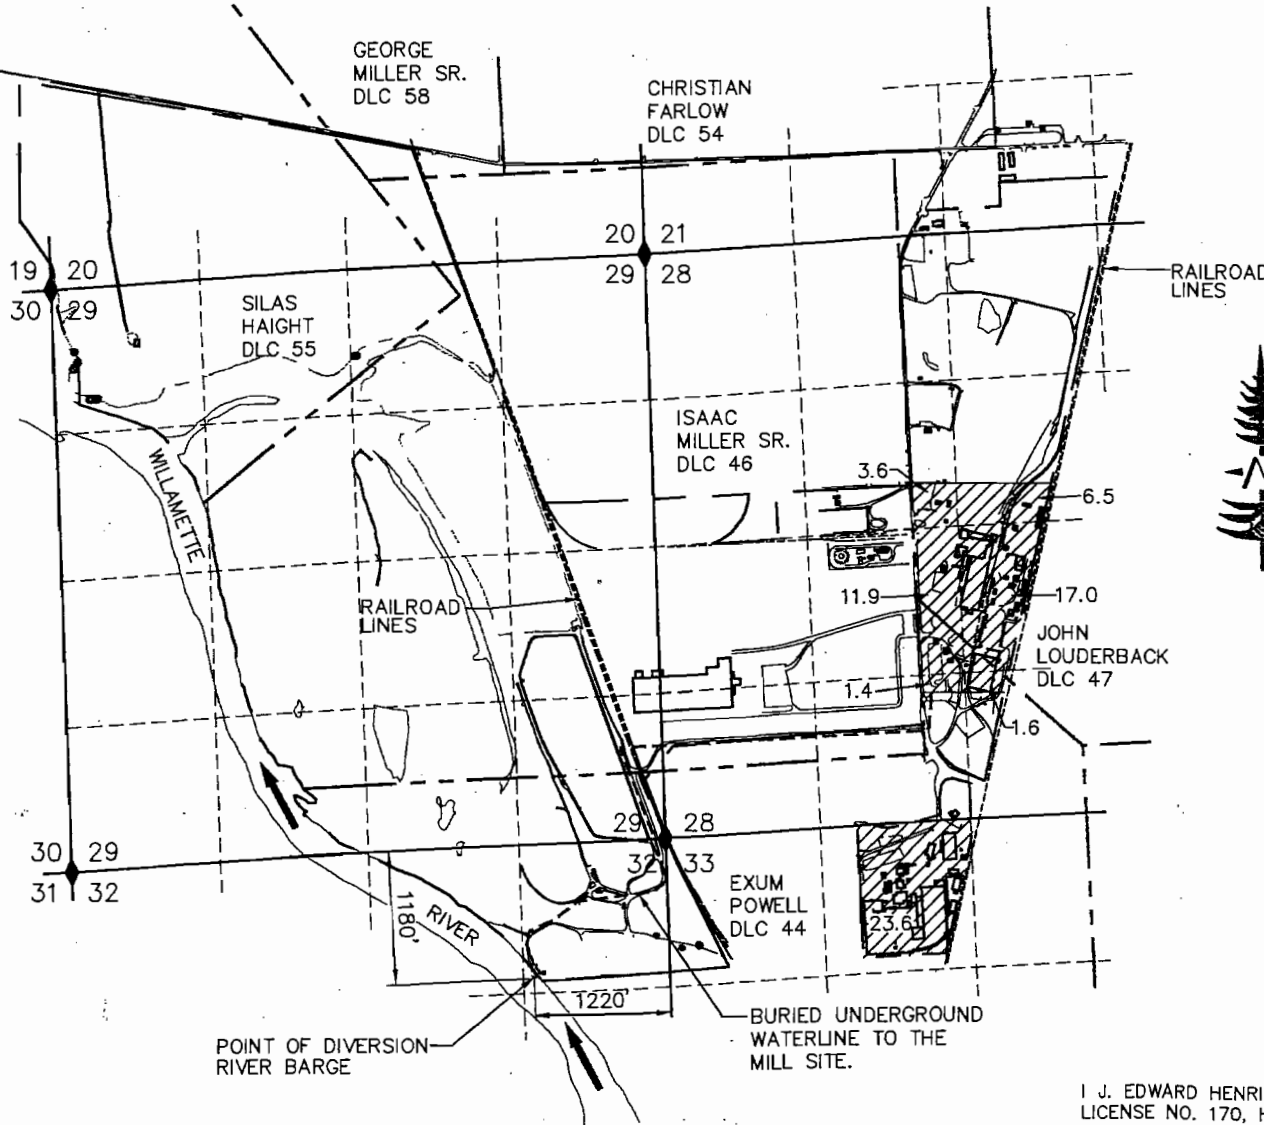 GEORGE
MILLER SR.
DLC 58
CHRISTIAN
FARLOW
DLC 54
20 21
29 28
19 20
30 29
RAILROAD
LINES
SILAS
HAIGHT
DLC 55
ISAAC
MILLER SR.
DLC 46
WILLAMETTE
3.6
6.5
RAILROAD
LINES
11.9
17.0
JOHN
LOUDERBACK
DLC 47
1.4
1.6
29 28
32 33
30 29
31 32
1180'
RIVER
EXUM
POWELL
DLC 44
23.6
1220'
POINT OF DIVERSION
RIVER BARGE
BURIED UNDERGROUND
WATERLINE TO THE
MILL SITE.
I J. EDWARD HENRI
LICENSE NO. 170, H